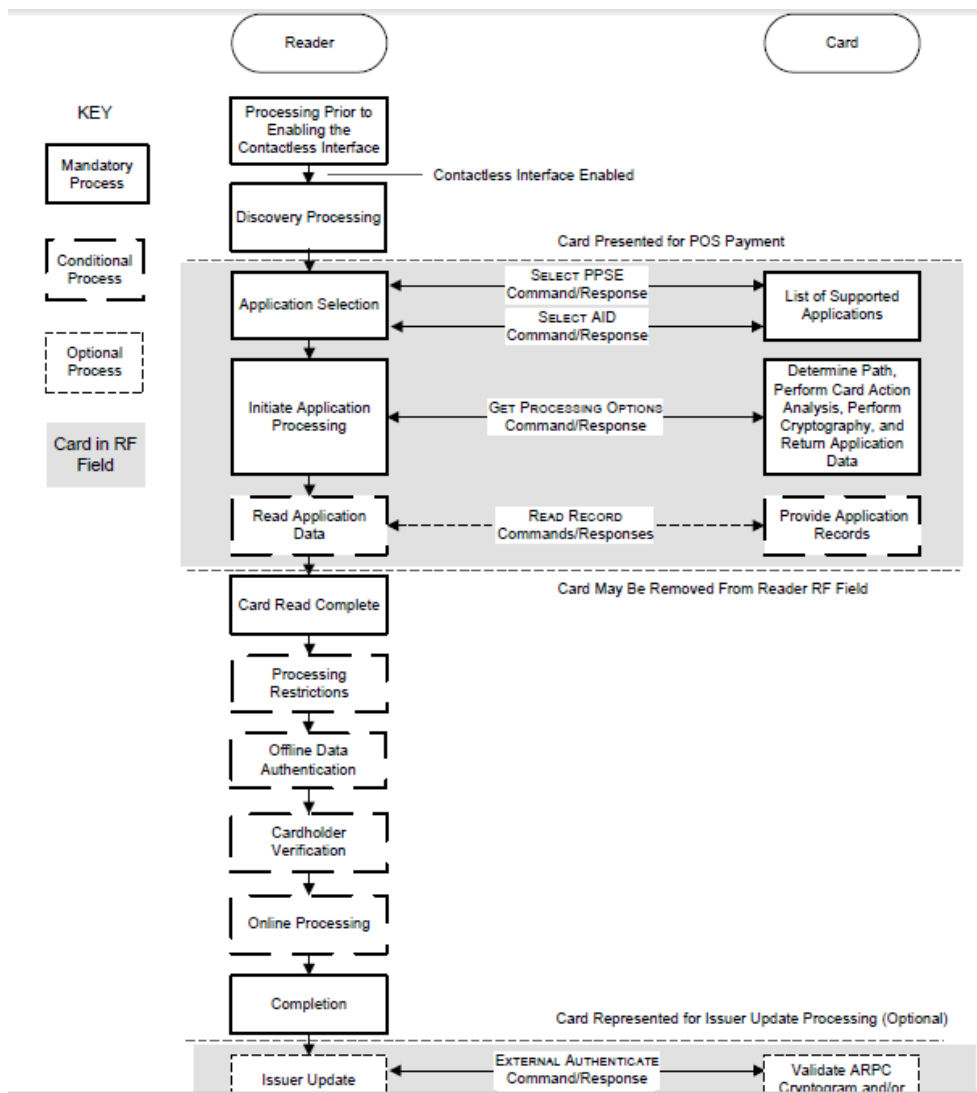 Reader
Card
KEY
Mandatory
Process
Conditional
Process
Optional
Process
Card in RF
Field
Processing Prior to
Enabling the
Contactless Interface
Contactless Interface Enabled
Discovery Processing
Card Presented for POS Payment
Application Selection
SELECT PPSE
Command/Response
SELECT AID
Command/Response
List of Supported
Applications
Initiate Application
Processing
GET PROCESSING OPTIONS
Command/Response
Determine Path,
Perform Card Action
Analysis, Perform
Cryptography, and
Return Application
Data
Read Application
Data
READ RECORD
Commands/Responses
Provide Application
Records
Card May Be Removed From Reader RF Field
Card Read Complete
Processing
Restrictions
Offline Data
Authentication
Cardholder
Verification
Online Processing
Completion
Card Represented for Issuer Update Processing (Optional)
Issuer Update
EXTERNAL AUTHENTICATE
Command/Response
Validate ARPC
Cryptogram and/or